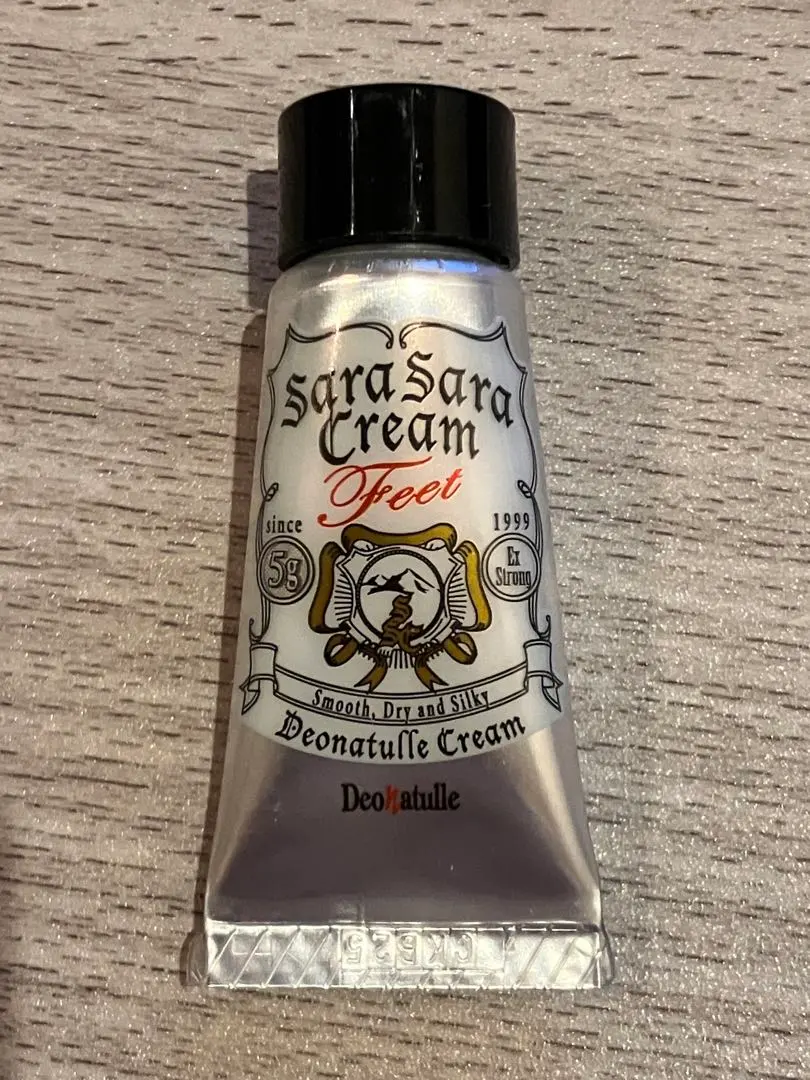 Sara Sara
Cream
Feet
since 1999
5g
Ex
Strong
Smooth, Dry and Silky
Deonatulle Cream
Deonatulle